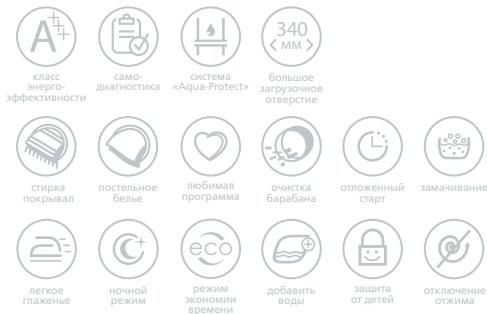 A+++
340
мм
класс
энерго-
эффективности
само-
диагностика
система
«Aqua-Protect»
большое
загрузочное
отверстие
стирка
покрывал
постельное
белье
любимая
программа
очистка
барабана
отложенный
старт
замачивание
eco
легкое
глаженье
ночной
режим
режим
экономии
времени
добавить
воды
защита
от детей
отключение
отжима